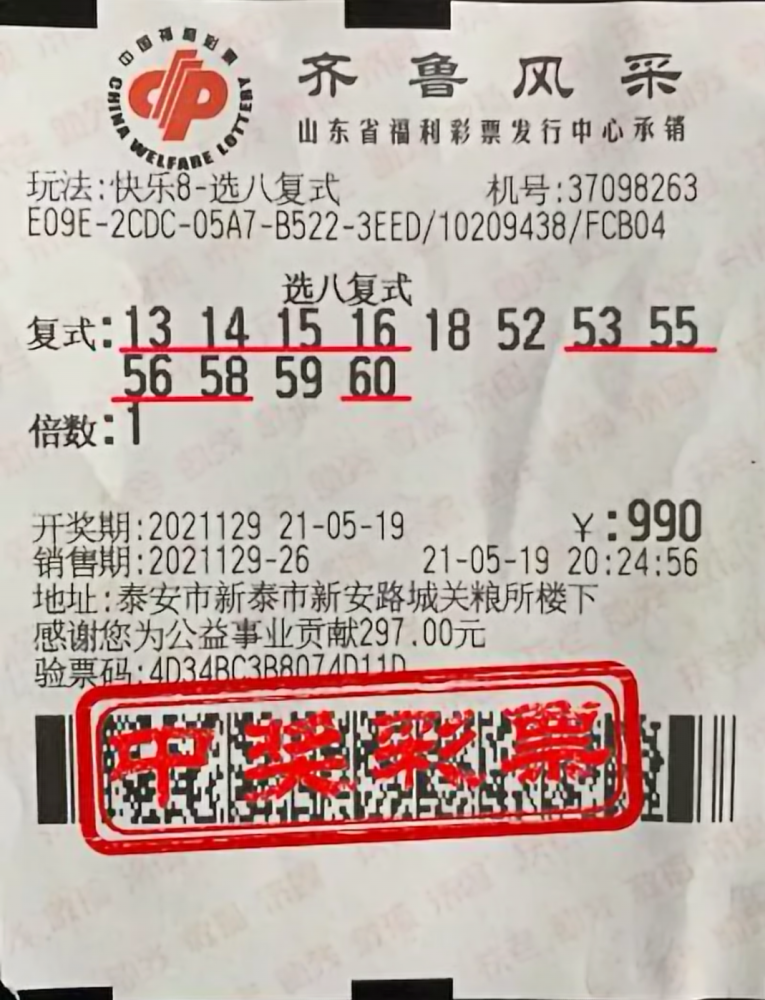 中国福利彩票
CHINA WELFARE LOTTERY
齐鲁风采
山东省福利彩票发行中心承销
玩法:快乐8-选八复式 机号:37098263
E09E-2CDC-05A7-B522-3EED/10209438/FCB04
选八复式
复式:13 14 15 16 18 52 53 55
56 58 59 60
倍数:1
开奖期:2021129 21-05-19 ￥:990
销售期:2021129-26 21-05-19 20:24:56
地址:泰安市新泰市新安路城关粮所楼下
感谢您为公益事业贡献297.00元
验票码:4D34BC3B8074D11D
中奖彩票